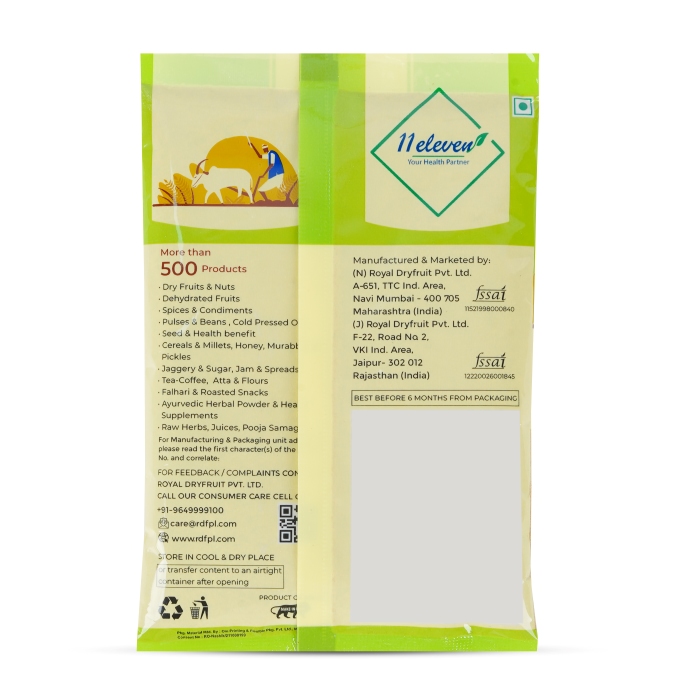 11 eleven
Your Health Partner
More than
500 Products
· Dry Fruits & Nuts
· Dehydrated Fruits
· Spices & Condiments
· Pulses & Beans , Cold Pressed O
· Seed & Health benefit
· Cereals & Millets, Honey, Murabb
Pickles
· Jaggery & Sugar, Jam & Spreads
· Tea-Coffee, Atta & Flours
· Falhari & Roasted Snacks
· Ayurvedic Herbal Powder & Hea
Supplements
· Raw Herbs, Juices, Pooja Samag
For Manufacturing & Packaging unit ad
please read the first character(s) of the
No. and correlate:
FOR FEEDBACK / COMPLAINTS CON
ROYAL DRYFRUIT PVT. LTD.
CALL OUR CONSUMER CARE CELL
+91-9649999100
care@rdfpl.com
www.rdfpl.com
STORE IN COOL & DRY PLACE
or transfer content to an airtight
container after opening
PRODUCT O
MAKE IN
Manufactured & Marketed by:
(N) Royal Dryfruit Pvt. Ltd.
A-651, TTC Ind. Area,
Navi Mumbai - 400 705
Maharashtra (India)
fssai
11521998000840
(J) Royal Dryfruit Pvt. Ltd.
F-22, Road No. 2,
VKI Ind. Area,
Jaipur- 302 012
Rajasthan (India)
fssai
12220026001845
BEST BEFORE 6 MONTHS FROM PACKAGING